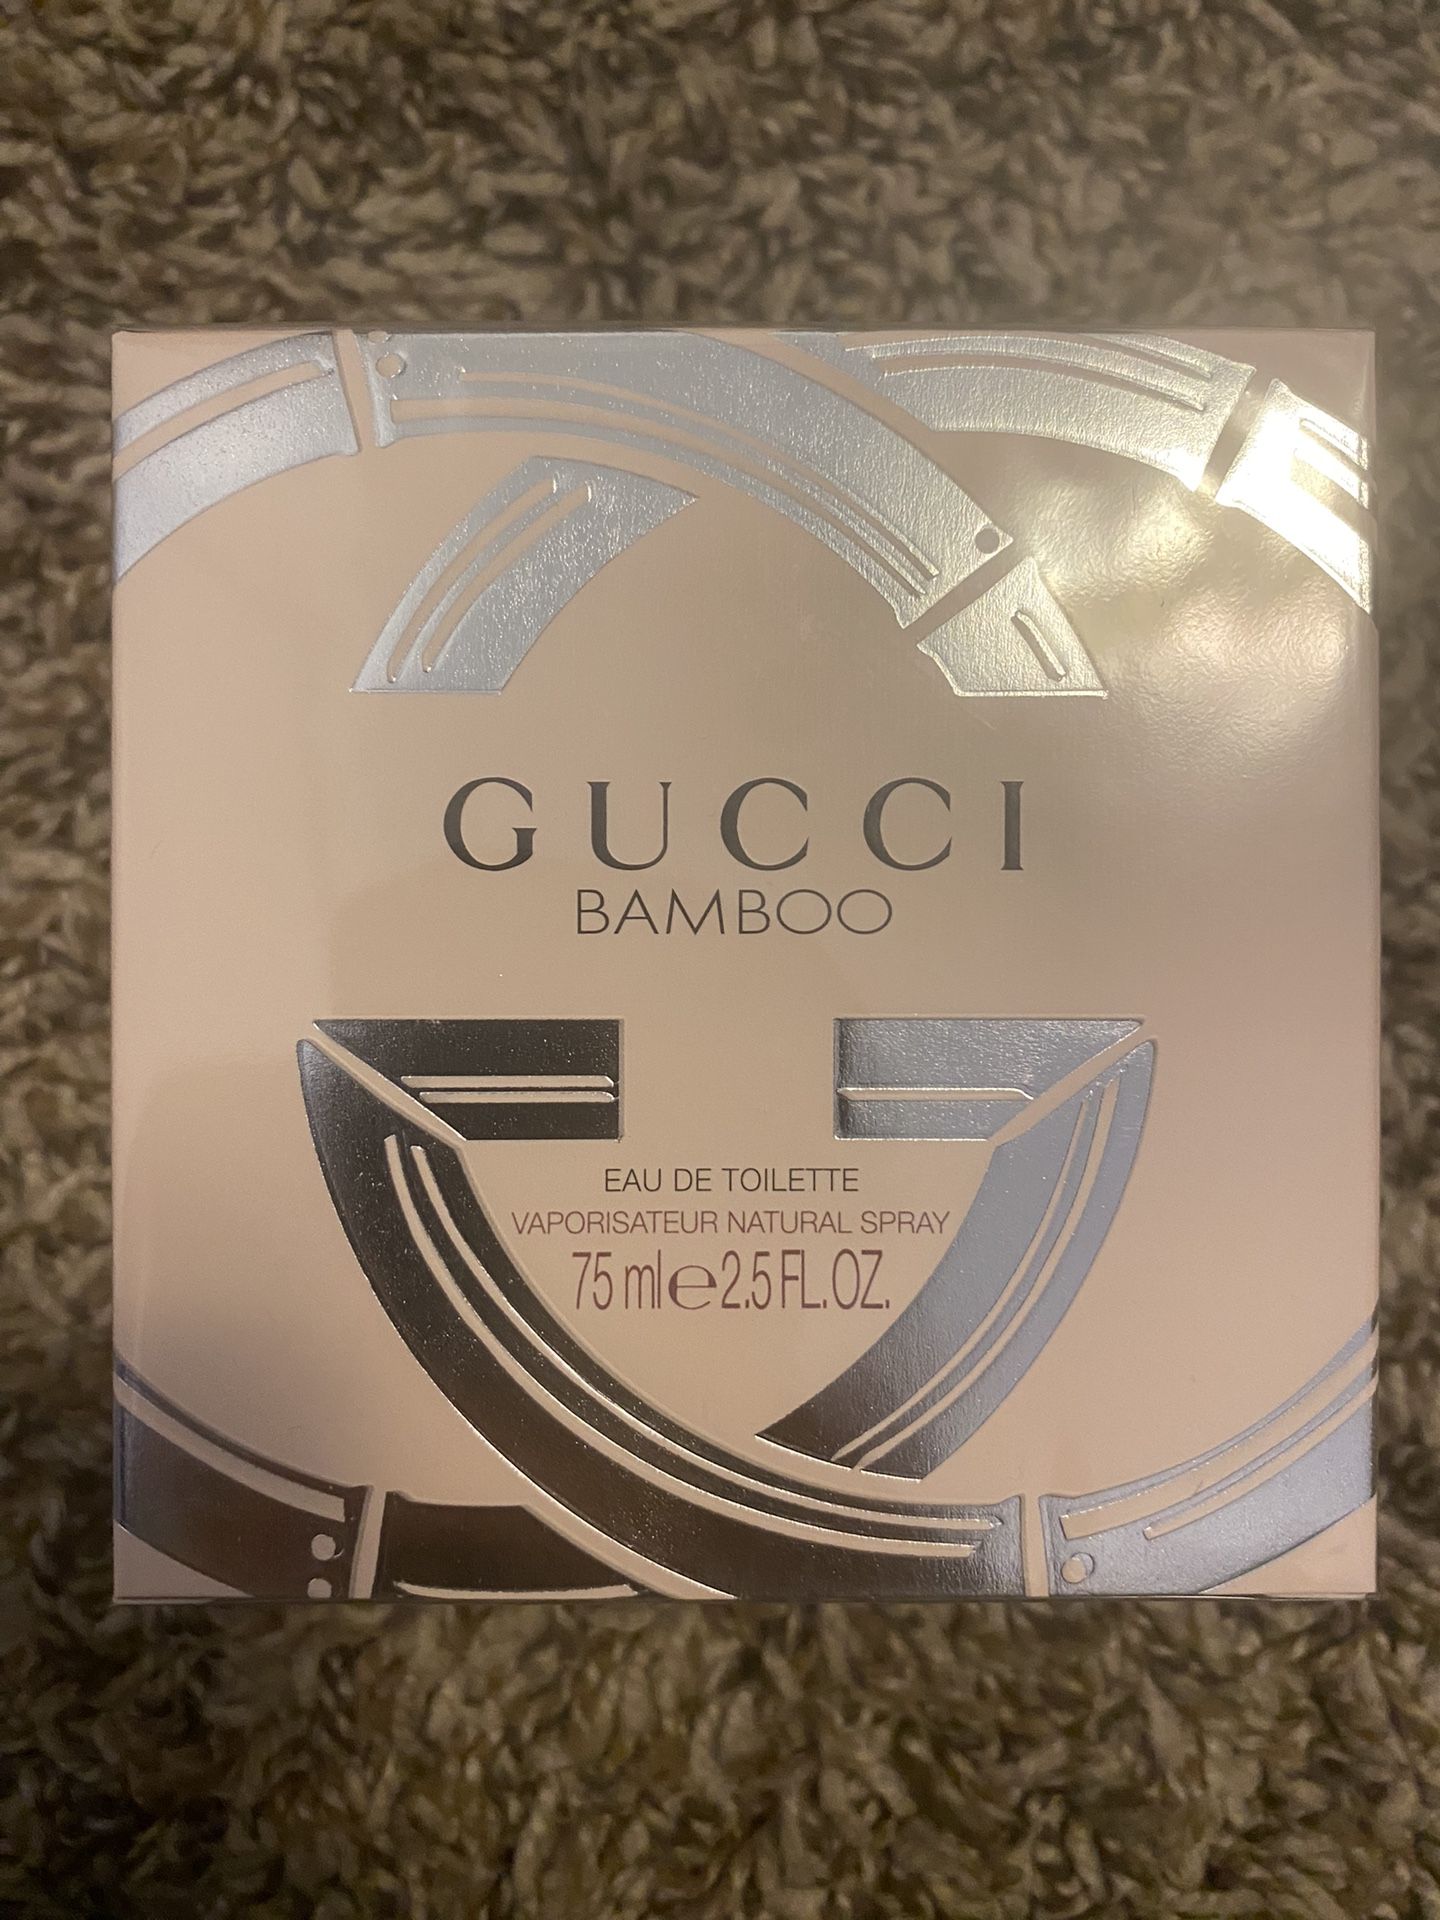 GUCCI
BAMBOO
EAU DE TOILETTE
VAPORISATEUR NATURAL SPRAY
75 ml e 2.5 FL. OZ.